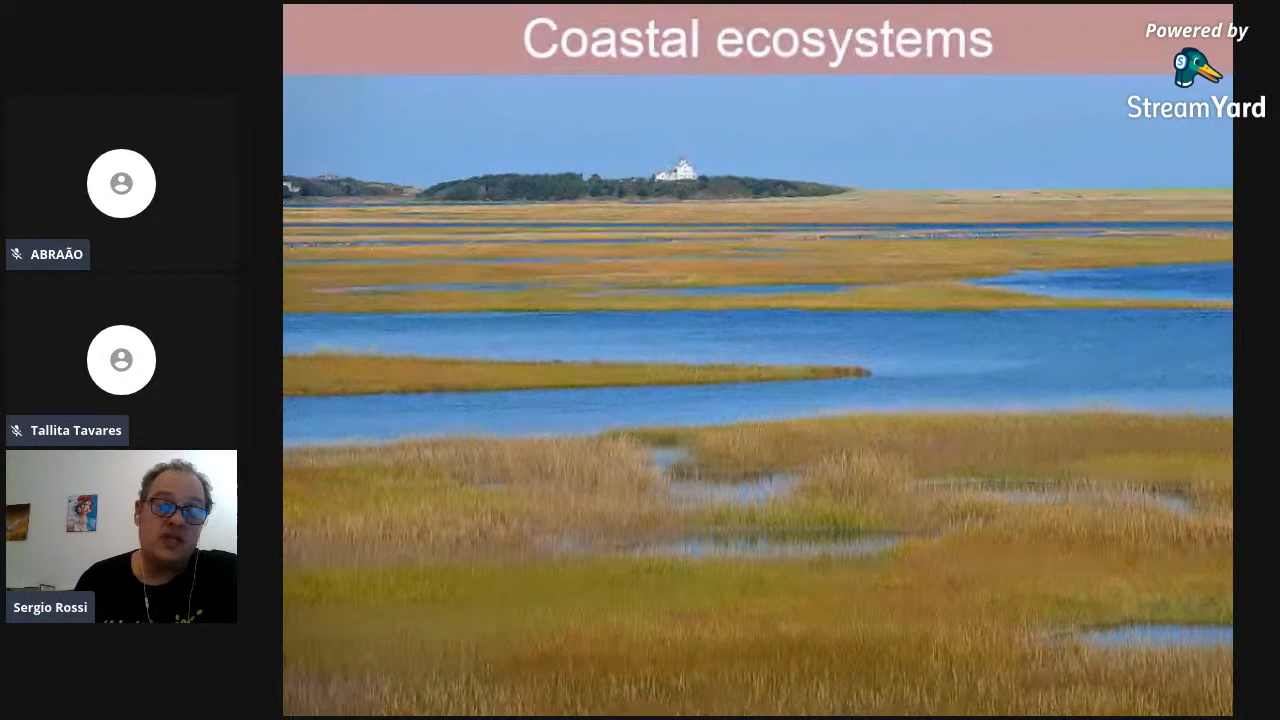 Coastal ecosystems
Powered by
StreamYard
ABRAÃO
Tallita Tavares
Sergio Rossi